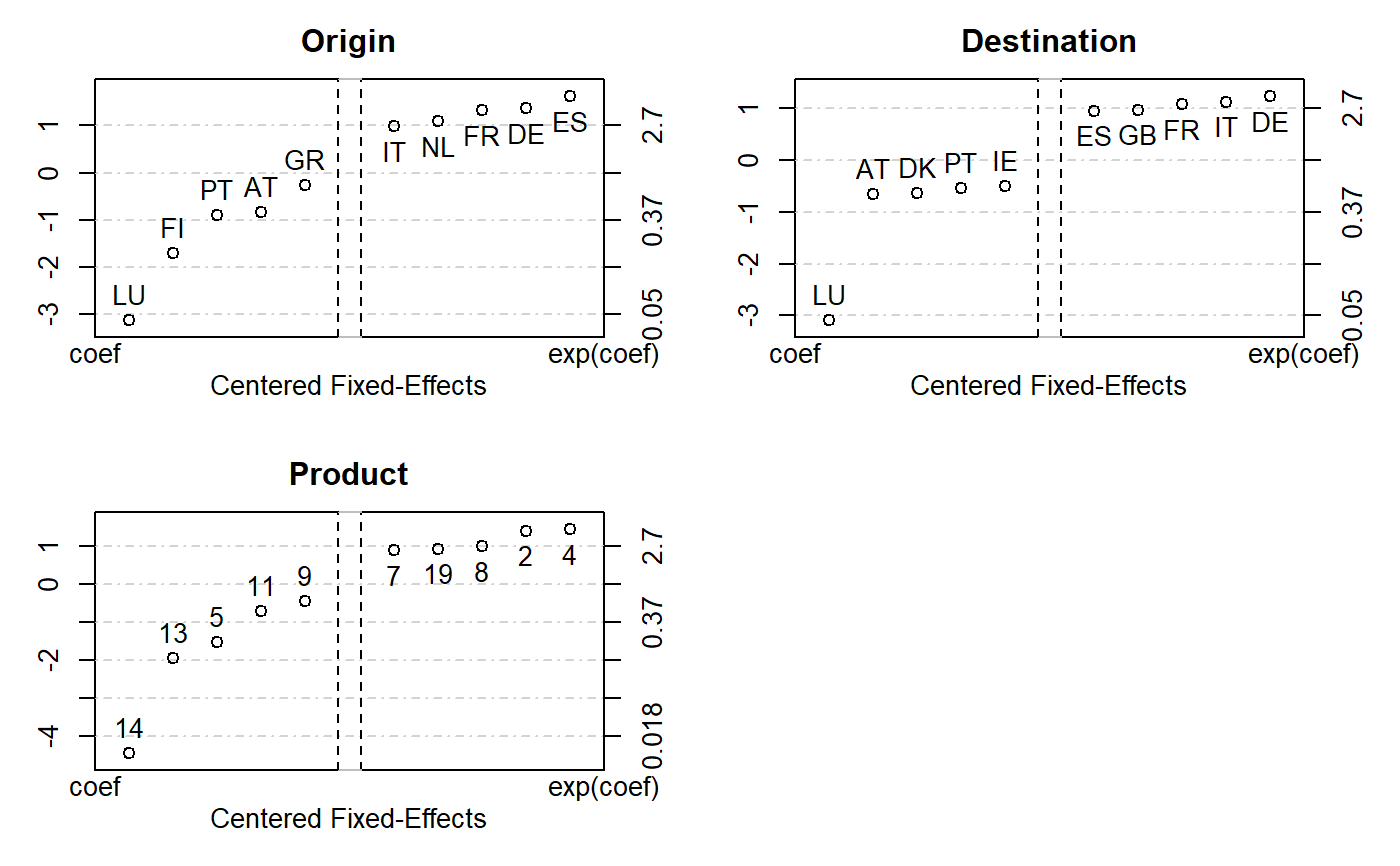 Origin
1
0
-1
-2
-3
LU
FI
PT
AT
GR
IT
NL
FR
DE
ES
2.7
0.37
0.05
coef
exp(coef)
Centered Fixed-Effects
Destination
1
0
-1
-2
-3
LU
AT
DK
PT
IE
ES
GB
FR
IT
DE
2.7
0.37
0.05
coef
exp(coef)
Centered Fixed-Effects
Product
1
0
-2
-4
14
13
5
11
9
7
19
8
2
4
2.7
0.37
0.018
coef
exp(coef)
Centered Fixed-Effects